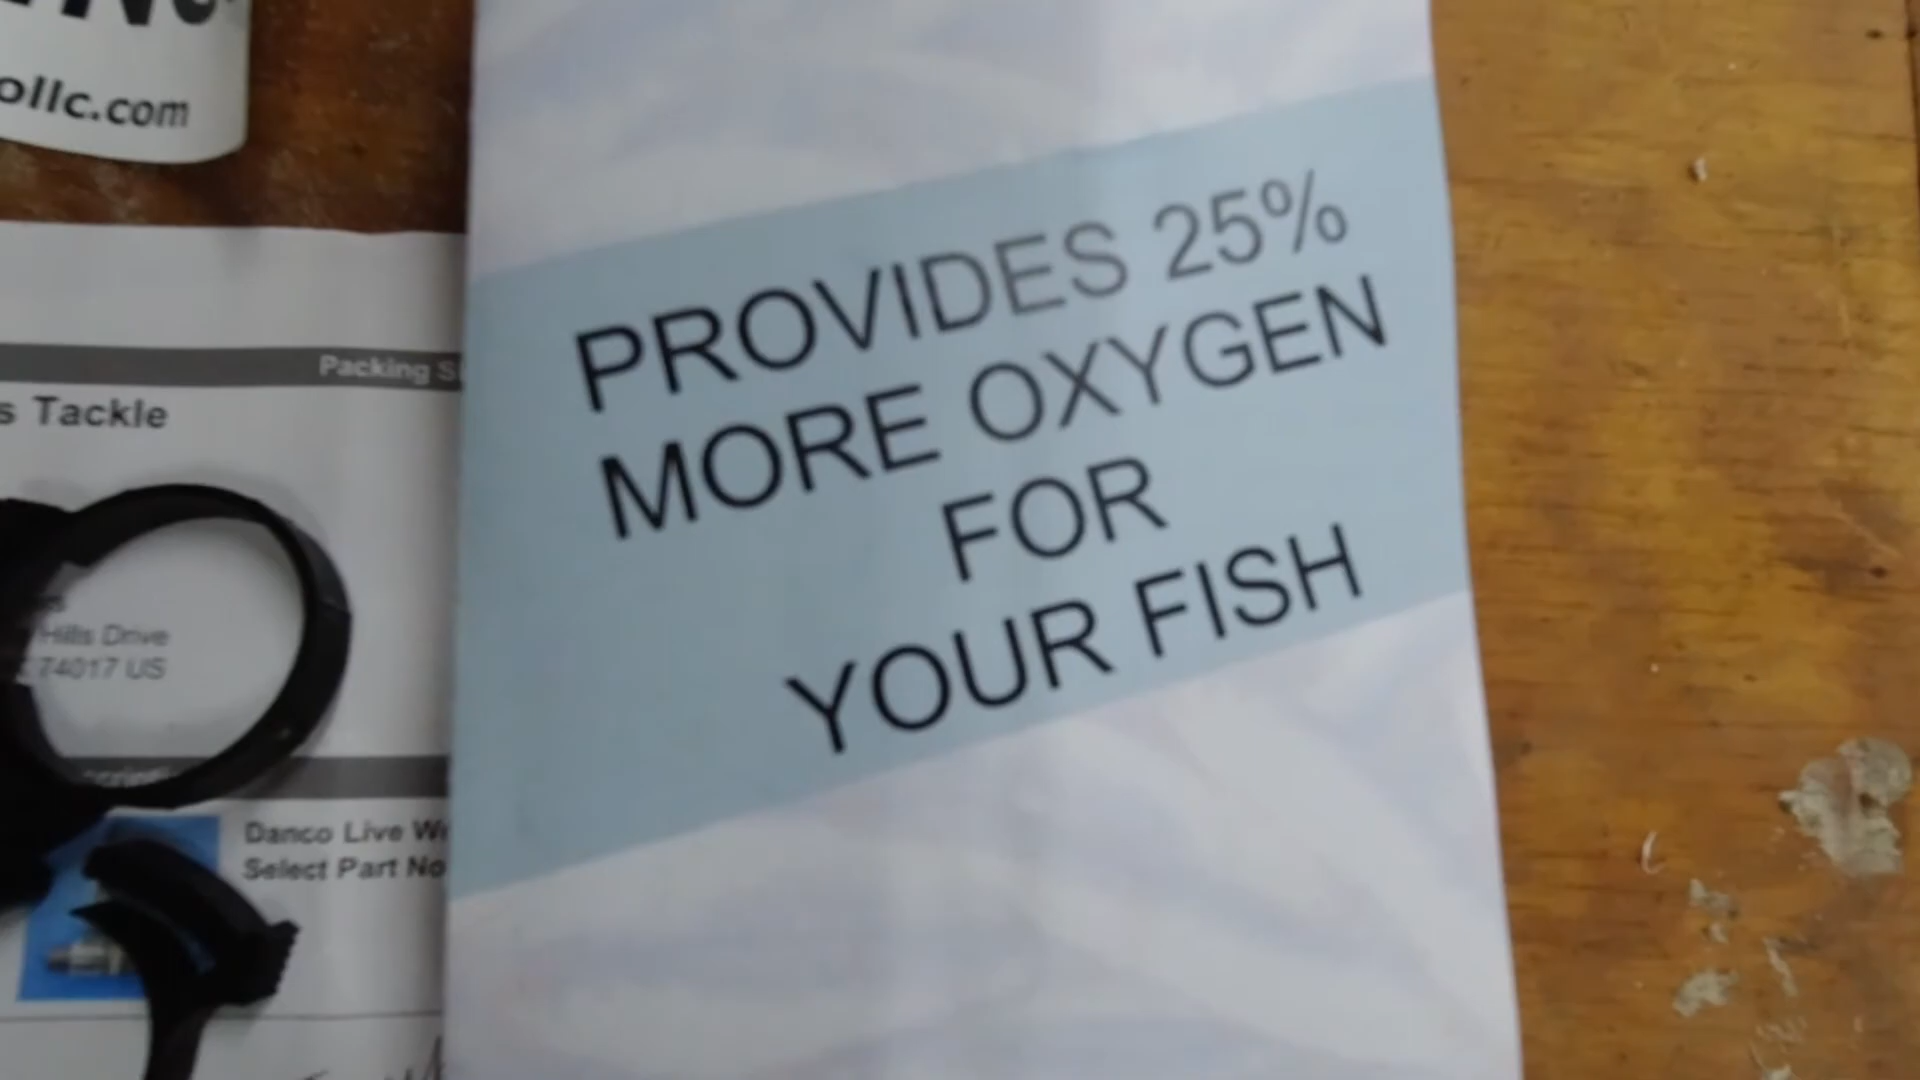 ollc.com
Packing
s Tackle
Hills Drive
74017 US
Danco Live
Select Part No
PROVIDES 25%
MORE OXYGEN
FOR
YOUR FISH